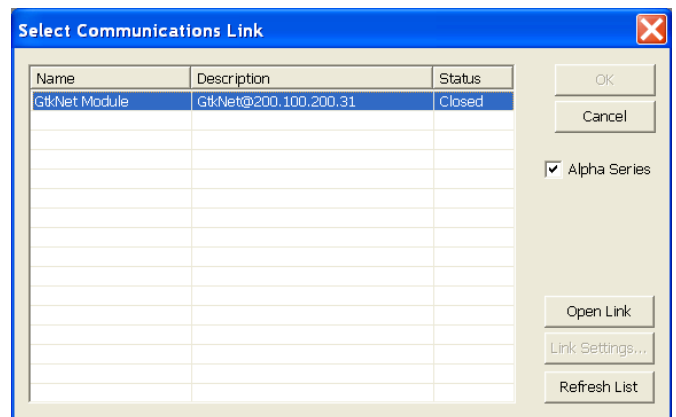 Select Communications Link
Name Description Status OK
GtkNet Module GtkNet@200.100.200.31 Closed
Cancel
Alpha Series
Open Link
Link Settings...
Refresh List